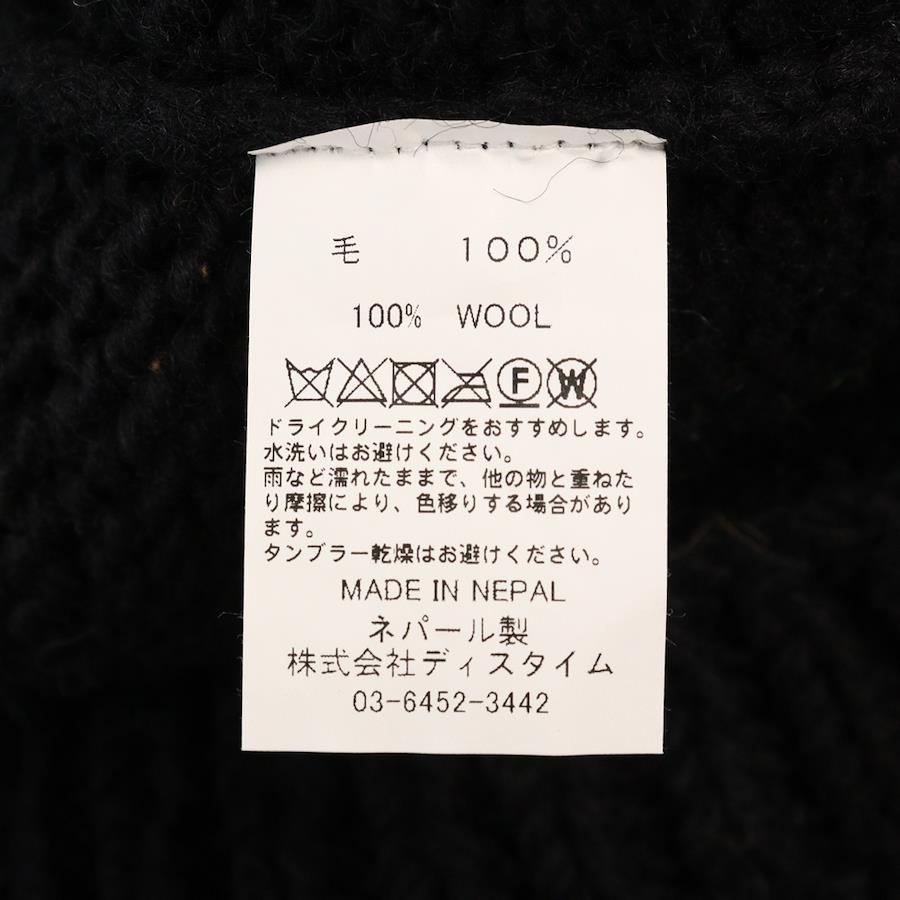 毛 100%
100% WOOL
F W
ドライクリーニングをおすすめします。
水洗いはお避けください。
雨など濡れたままで、他の物と重ねた
り摩擦により、色移りする場合があり
ます。
タンブラー乾燥はお避けください。
MADE IN NEPAL
ネパール製
株式会社ディスタイム
03-6452-3442